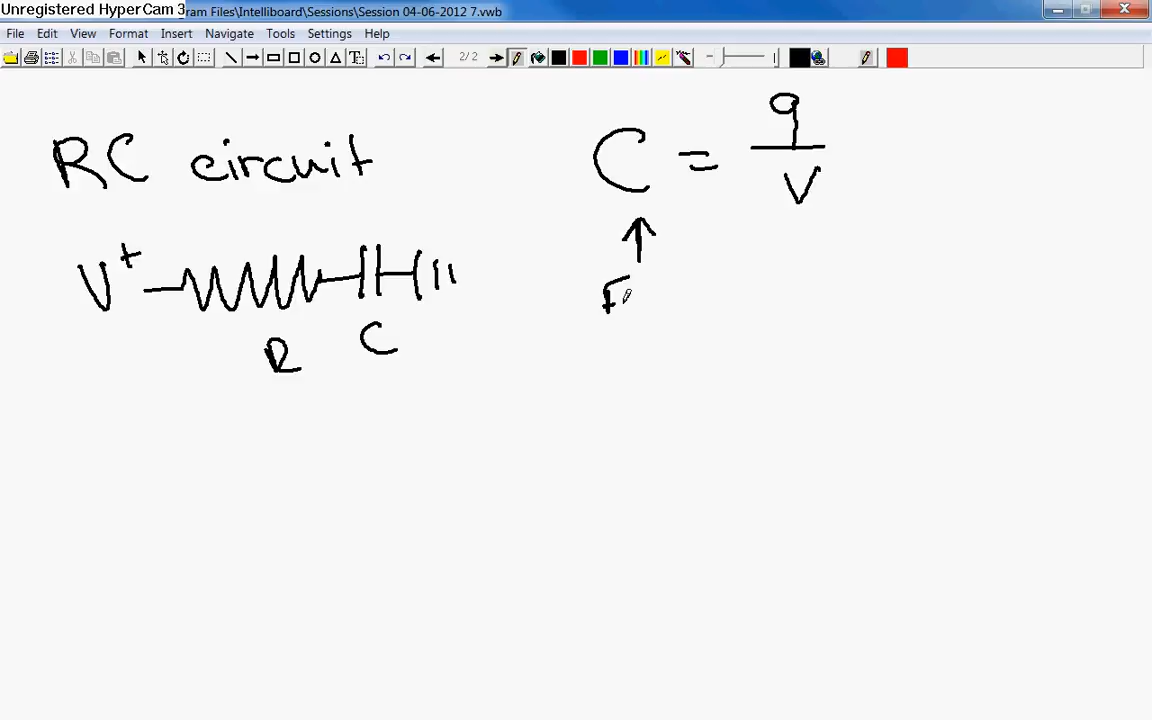 Unregistered HyperCam 3
ram Files\Intelliboard\Sessions\Session 04-06-2012 7.vwb
File Edit View Format Insert Navigate Tools Settings Help
2/2
RC circuit
C = q
V
V+
R
C
F